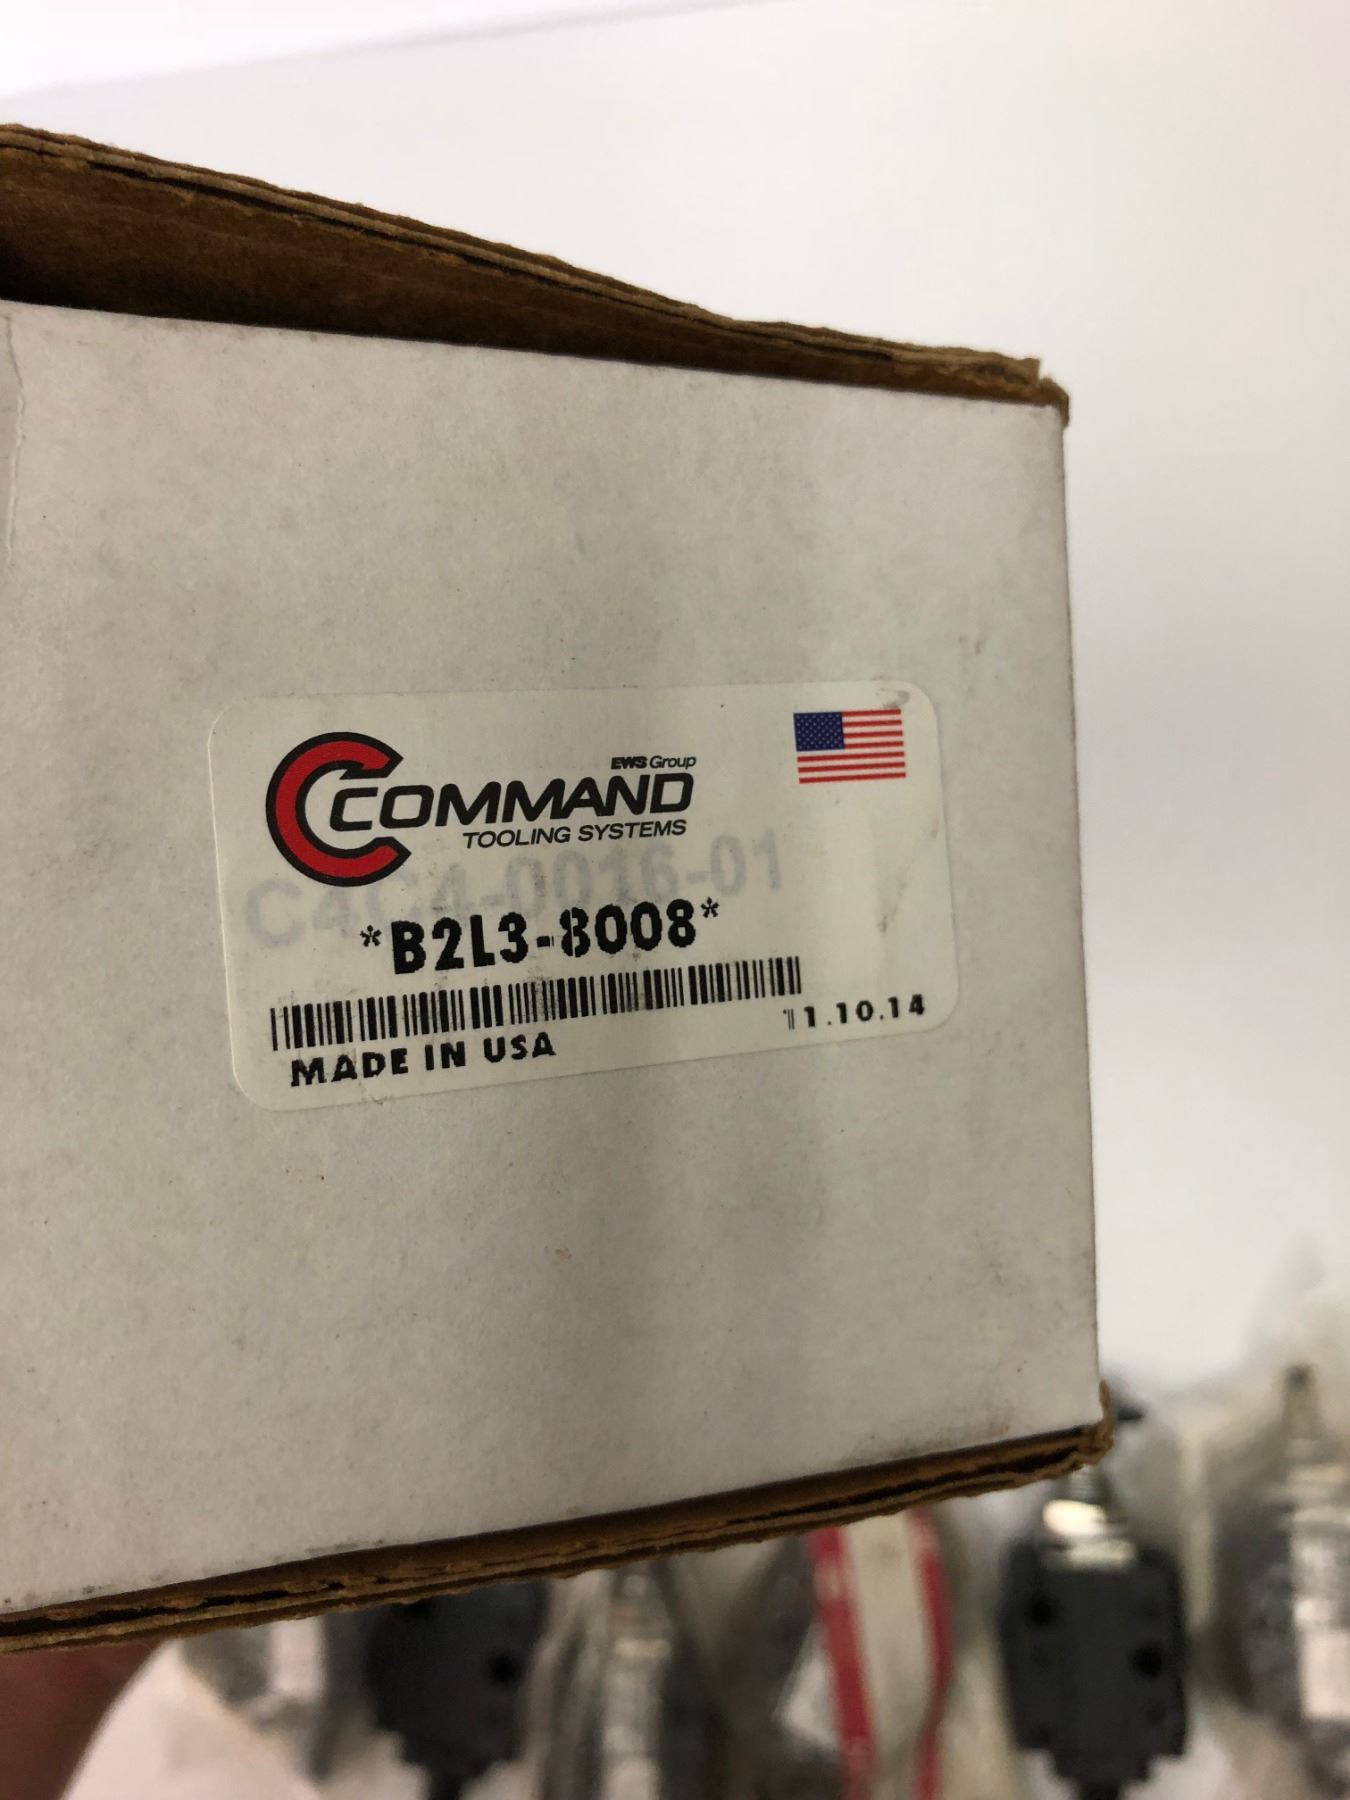 EWS Group
COMMAND
TOOLING SYSTEMS
C4C4-0016-01
*B2L3-8008*
11.10.14
MADE IN USA